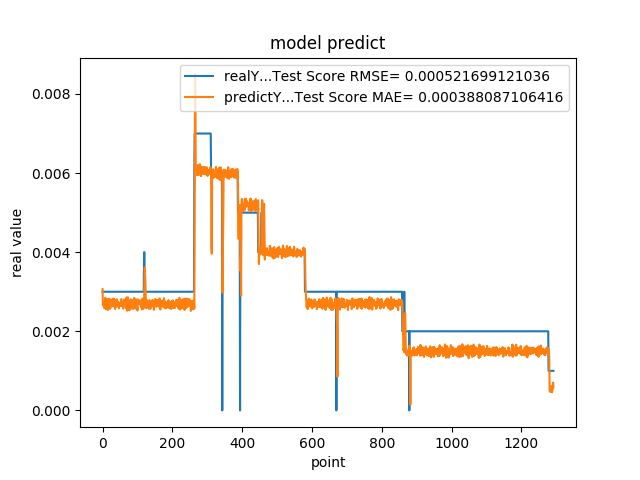 model predict
realY...Test Score RMSE= 0.000521699121036
predictY...Test Score MAE= 0.000388087106416
real value
0.008
0.006
0.004
0.002
0.000
0 200 400 600 800 1000 1200
point